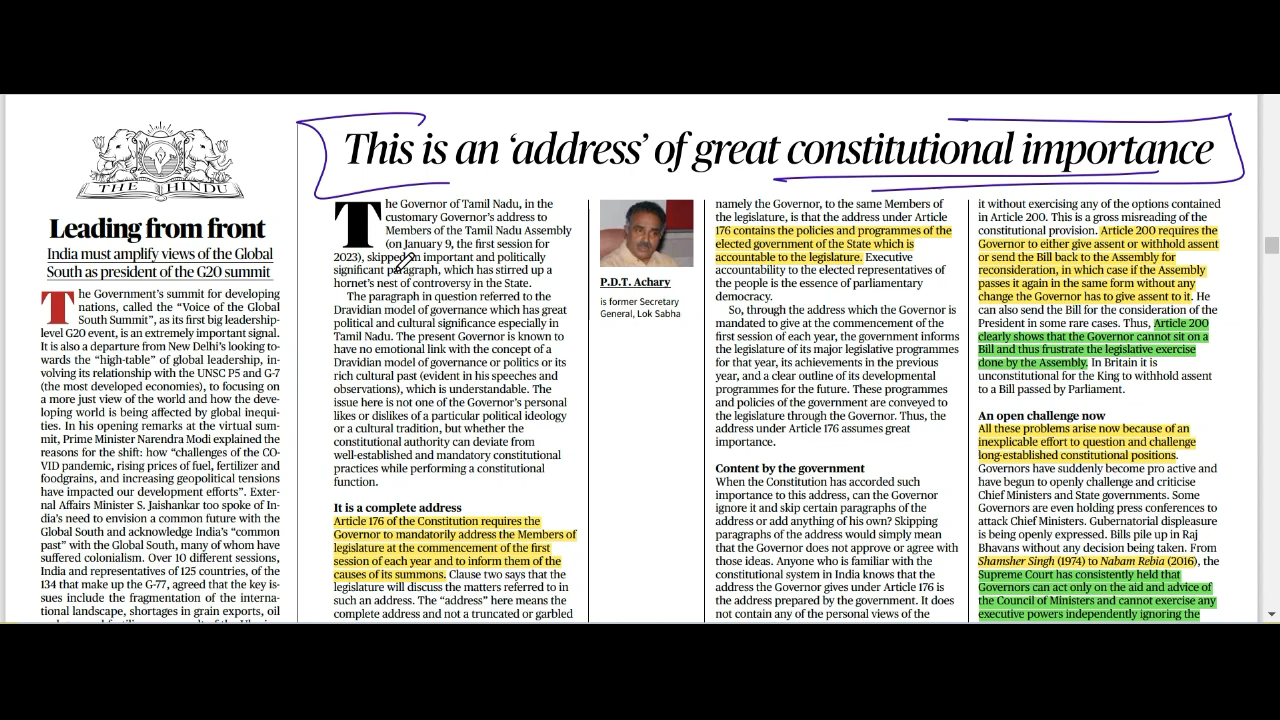 THE HINDU
Leading from front
India must amplify views of the Global
South as president of the G20 summit
The Government's summit for developing
nations, called the "Voice of the Global
South Summit", as its first big leadership-
level G20 event, is an extremely important signal.
It is also a departure from New Delhi's looking to-
wards the "high-table" of global leadership, in-
volving its relationship with the UNSC P5 and G-7
(the most developed economies), to focusing on
a more just view of the world and how the deve-
loping world is being affected by global inequi-
ties. In his opening remarks at the virtual sum-
mit, Prime Minister Narendra Modi explained the
reasons for the shift: how "challenges of the CO-
VID pandemic, rising prices of fuel, fertilizer and
foodgrains, and increasing geopolitical tensions
have impacted our development efforts". Exter-
nal Affairs Minister S. Jaishankar too spoke of In-
dia's need to envision a common future with the
Global South and acknowledge India's "common
past" with the Global South, many of whom have
suffered colonialism. Over 10 different sessions,
India and representatives of 125 countries, of the
134 that make up the G-77, agreed that the key is-
sues include the fragmentation of the interna-
tional landscape, shortages in grain exports, oil
This is an 'address' of great constitutional importance
The Governor of Tamil Nadu, in the
customary Governor's address to
Members of the Tamil Nadu Assembly
(on January 9, the first session for
2023), skipped an important and politically
significant paragraph, which has stirred up a
hornet's nest of controversy in the State.
The paragraph in question referred to the
Dravidian model of governance which has great
political and cultural significance especially in
Tamil Nadu. The present Governor is known to
have no emotional link with the concept of a
Dravidian model of governance or politics or its
rich cultural past (evident in his speeches and
observations), which is understandable. The
issue here is not one of the Governor's personal
likes or dislikes of a particular political ideology
or a cultural tradition, but whether the
constitutional authority can deviate from
well-established and mandatory constitutional
practices while performing a constitutional
function.
It is a complete address
Article 176 of the Constitution requires the
Governor to mandatorily address the Members of
legislature at the commencement of the first
session of each year and to inform them of the
causes of its summons. Clause two says that the
legislature will discuss the matters referred to in
such an address. The "address" here means the
complete address and not a truncated or garbled
P.D.T. Achary
is former Secretary
General, Lok Sabha
namely the Governor, to the same Members of
the legislature, is that the address under Article
176 contains the policies and programmes of the
elected government of the State which is
accountable to the legislature. Executive
accountability to the elected representatives of
the people is the essence of parliamentary
democracy.
So, through the address which the Governor is
mandated to give at the commencement of the
first session of each year, the government informs
the legislature of its major legislative programmes
for that year, its achievements in the previous
year, and a clear outline of its developmental
programmes for the future. These programmes
and policies of the government are conveyed to
the legislature through the Governor. Thus, the
address under Article 176 assumes great
importance.
Content by the government
When the Constitution has accorded such
importance to this address, can the Governor
ignore it and skip certain paragraphs of the
address or add anything of his own? Skipping
paragraphs of the address would simply mean
that the Governor does not approve or agree with
those ideas. Anyone who is familiar with the
constitutional system in India knows that the
address the Governor gives under Article 176 is
the address prepared by the government. It does
not contain any of the personal views of the
it without exercising any of the options contained
in Article 200. This is a gross misreading of the
constitutional provision. Article 200 requires the
Governor to either give assent or withhold assent
or send the Bill back to the Assembly for
reconsideration, in which case if the Assembly
passes it again in the same form without any
change the Governor has to give assent to it. He
can also send the Bill for the consideration of the
President in some rare cases. Thus, Article 200
clearly shows that the Governor cannot sit on a
Bill and thus frustrate the legislative exercise
done by the Assembly. In Britain it is
unconstitutional for the King to withhold assent
to a Bill passed by Parliament.
An open challenge now
All these problems arise now because of an
inexplicable effort to question and challenge
long-established constitutional positions.
Governors have suddenly become pro active and
have begun to openly challenge and criticise
Chief Ministers and State governments. Some
Governors are even holding press conferences to
attack Chief Ministers. Gubernatorial displeasure
is being openly expressed. Bills pile up in Raj
Bhavans without any decision being taken. From
Shamsher Singh (1974) to Nabam Rebia (2016), the
Supreme Court has consistently held that
Governors can act only on the aid and advice of
the Council of Ministers and cannot exercise any
executive powers independently ignoring the